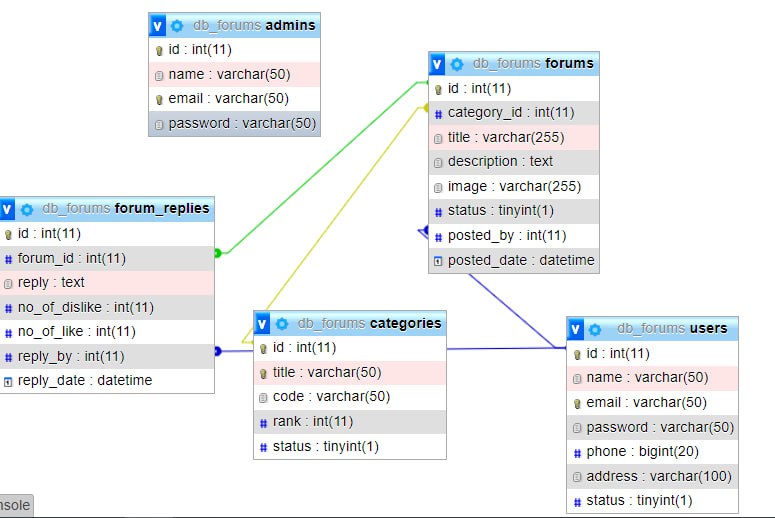 db_forums admins
id : int(11)
name : varchar(50)
email : varchar(50)
password : varchar(50)
db_forums forums
id : int(11)
category_id : int(11)
title : varchar(255)
description : text
image : varchar(255)
status : tinyint(1)
posted_by : int(11)
posted_date : datetime
db_forums forum_replies
id : int(11)
forum_id : int(11)
reply : text
no_of_dislike : int(11)
no_of_like : int(11)
reply_by : int(11)
reply_date : datetime
db_forums categories
id : int(11)
title : varchar(50)
code : varchar(50)
rank : int(11)
status : tinyint(1)
db_forums users
id : int(11)
name : varchar(50)
email : varchar(50)
password : varchar(50)
phone : bigint(20)
address : varchar(100)
status : tinyint(1)
nsole